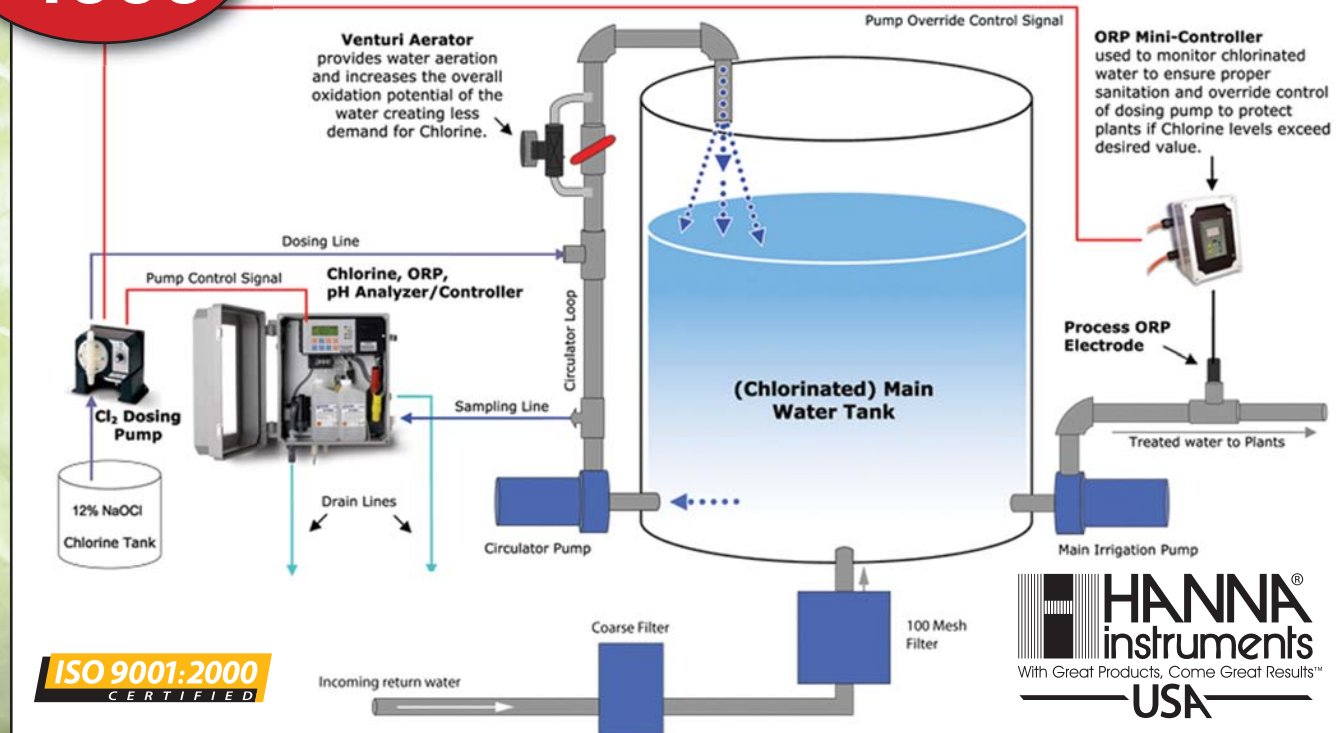 Pump Override Control Signal
Venturi Aerator
provides water aeration
and increases the overall
oxidation potential of the
water creating less
demand for Chlorine.
ORP Mini-Controller
used to monitor chlorinated
water to ensure proper
sanitation and override control
of dosing pump to protect
plants if Chlorine levels exceed
desired value.
Dosing Line
Pump Control Signal
Chlorine, ORP,
pH Analyzer/Controller
Circulator Loop
Process ORP
Electrode
(Chlorinated) Main
Water Tank
Sampling Line
Cl₂ Dosing
Pump
Treated water to Plants
12% NaOCl
Chlorine Tank
Drain Lines
Circulator Pump
Main Irrigation Pump
Coarse Filter
100 Mesh
Filter
Incoming return water
ISO 9001:2000
CERTIFIED
HANNA®
instruments
With Great Products, Come Great Results™
USA